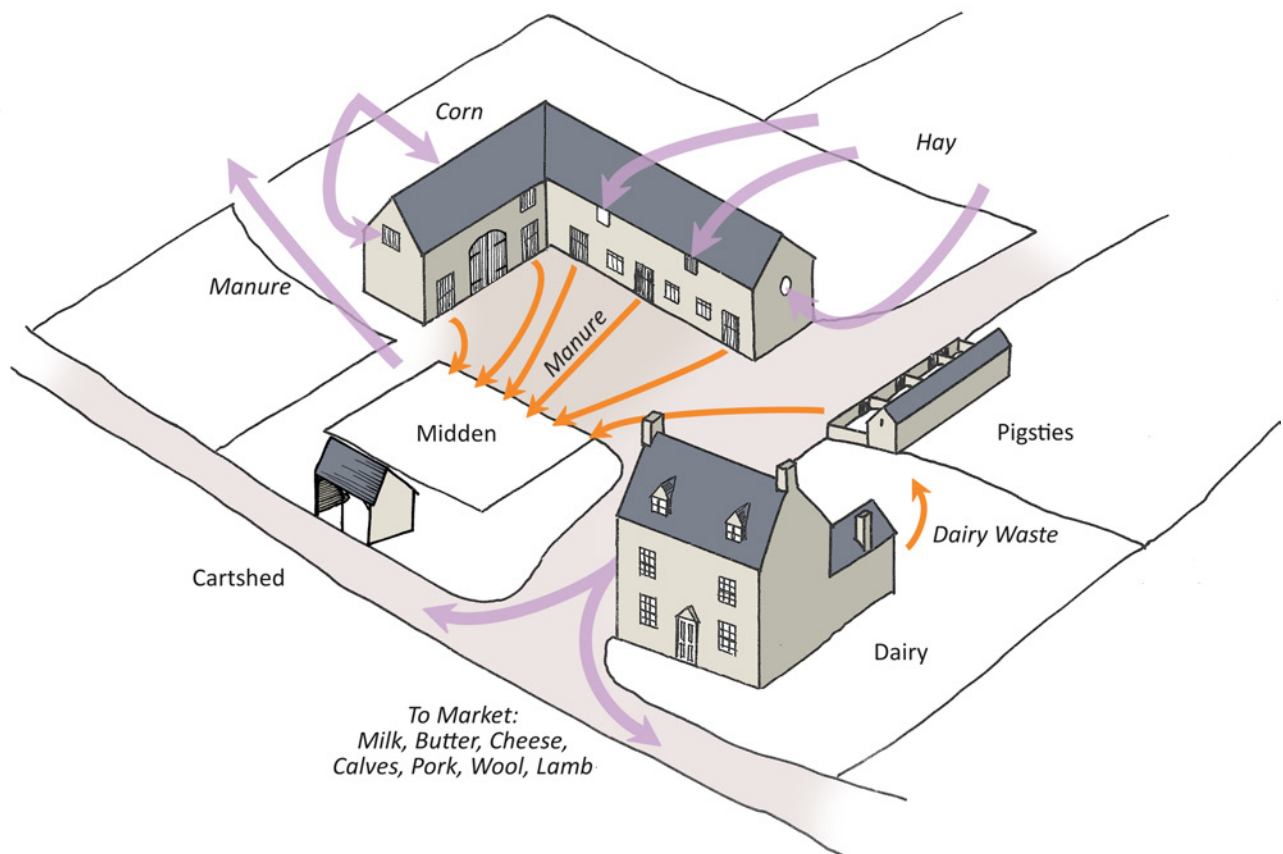 Corn
Hay
Manure
Manure
Midden
Pigsties
Dairy Waste
Cartshed
Dairy
To Market:
Milk, Butter, Cheese,
Calves, Pork, Wool, Lamb